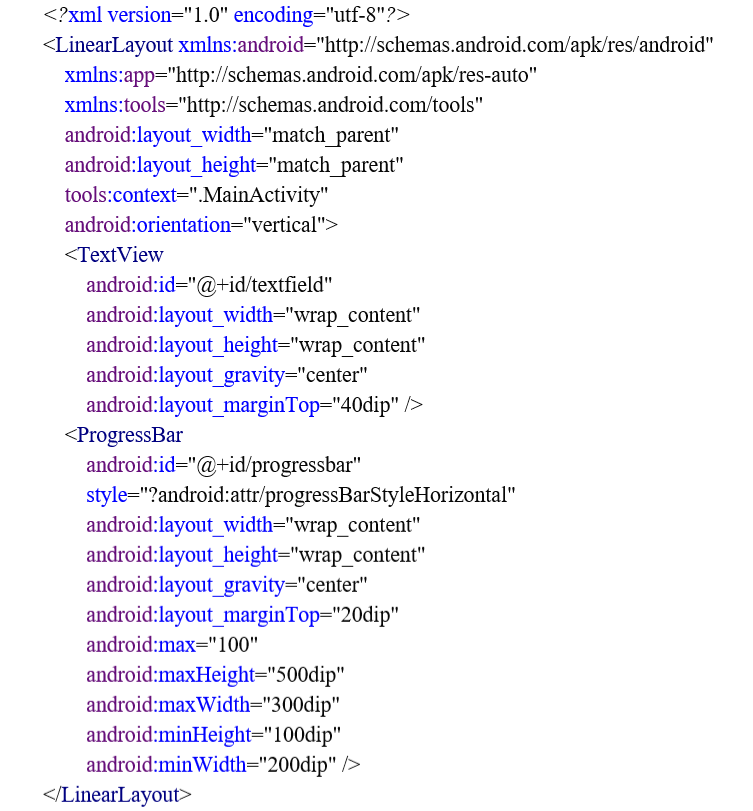 <?xml version="1.0" encoding="utf-8"?>
<LinearLayout xmlns:android="http://schemas.android.com/apk/res/android"
xmlns:app="http://schemas.android.com/apk/res-auto"
xmlns:tools="http://schemas.android.com/tools"
android:layout_width="match_parent"
android:layout_height="match_parent"
tools:context=".MainActivity"
android:orientation="vertical">
<TextView
android:id="@+id/textfield"
android:layout_width="wrap_content"
android:layout_height="wrap_content"
android:layout_gravity="center"
android:layout_marginTop="40dip" />
<ProgressBar
android:id="@+id/progressbar"
style="?android:attr/progressBarStyleHorizontal"
android:layout_width="wrap_content"
android:layout_height="wrap_content"
android:layout_gravity="center"
android:layout_marginTop="20dip"
android:max="100"
android:maxHeight="500dip"
android:maxWidth="300dip"
android:minHeight="100dip"
android:minWidth="200dip" />
</LinearLayout>